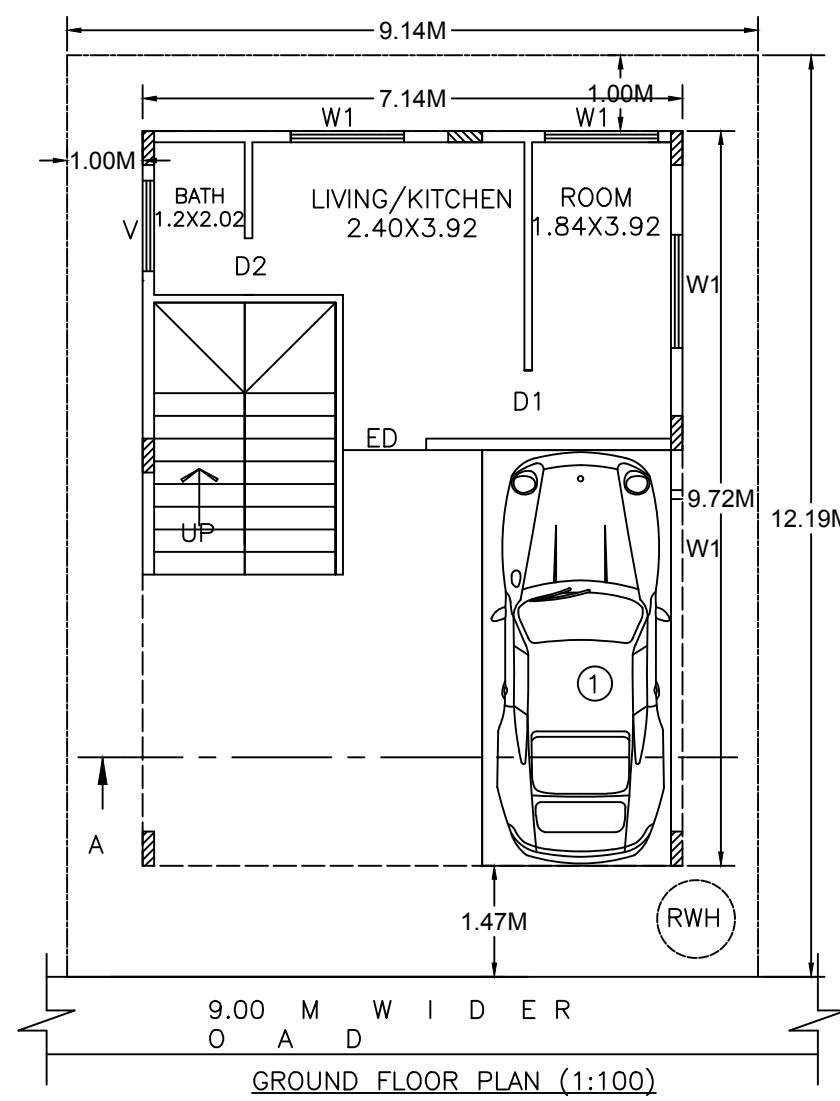 9.14M
7.14M
1.00M
W1
W1
1.00M
BATH
1.2X2.02
LIVING/KITCHEN
2.40X3.92
ROOM
1.84X3.92
V
D2
W1
D1
ED
9.72M
12.19M
UP
W1
1
A
1.47M
RWH
9.00 M W I D E R
O A D
GROUND FLOOR PLAN (1:100)